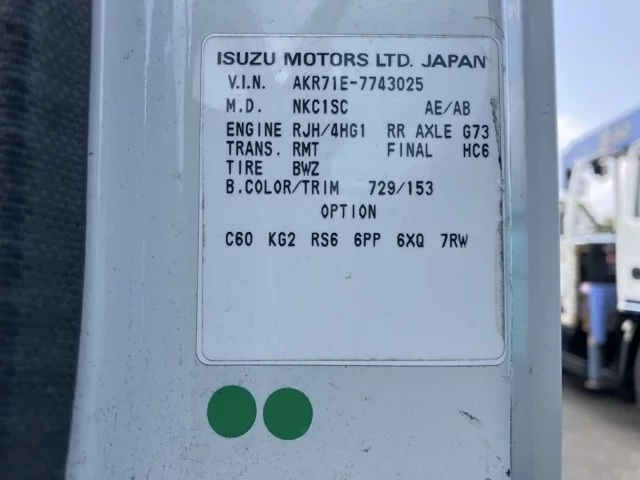 ISUZU MOTORS LTD. JAPAN
V.I.N. AKR71E-7743025
M.D. NKC1SC AE/AB
ENGINE RJH/4HG1 RR AXLE G73
TRANS. RMT FINAL HC6
TIRE BWZ
B.COLOR/TRIM 729/153
OPTION
C60 KG2 RS6 6PP 6XQ 7RW